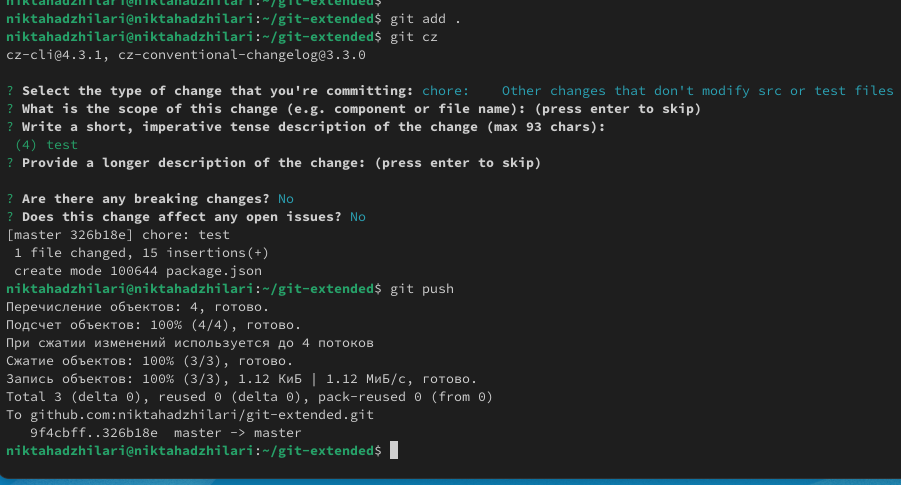 niktahadzhilari@niktahadzhilari:~/git-extended$
niktahadzhilari@niktahadzhilari:~/git-extended$ git add .
niktahadzhilari@niktahadzhilari:~/git-extended$ git cz
cz-cli@4.3.1, cz-conventional-changelog@3.3.0
? Select the type of change that you're committing: chore:    Other changes that don't modify src or test files
? What is the scope of this change (e.g. component or file name): (press enter to skip)
? Write a short, imperative tense description of the change (max 93 chars):
 (4) test
? Provide a longer description of the change: (press enter to skip)
? Are there any breaking changes? No
? Does this change affect any open issues? No
[master 326b18e] chore: test
 1 file changed, 15 insertions(+)
 create mode 100644 package.json
niktahadzhilari@niktahadzhilari:~/git-extended$ git push
Перечисление объектов: 4, готово.
Подсчет объектов: 100% (4/4), готово.
При сжатии изменений используется до 4 потоков
Сжатие объектов: 100% (3/3), готово.
Запись объектов: 100% (3/3), 1.12 КиБ | 1.12 МиБ/с, готово.
Total 3 (delta 0), reused 0 (delta 0), pack-reused 0 (from 0)
To github.com:niktahadzhilari/git-extended.git
   9f4cbff..326b18e  master -> master
niktahadzhilari@niktahadzhilari:~/git-extended$